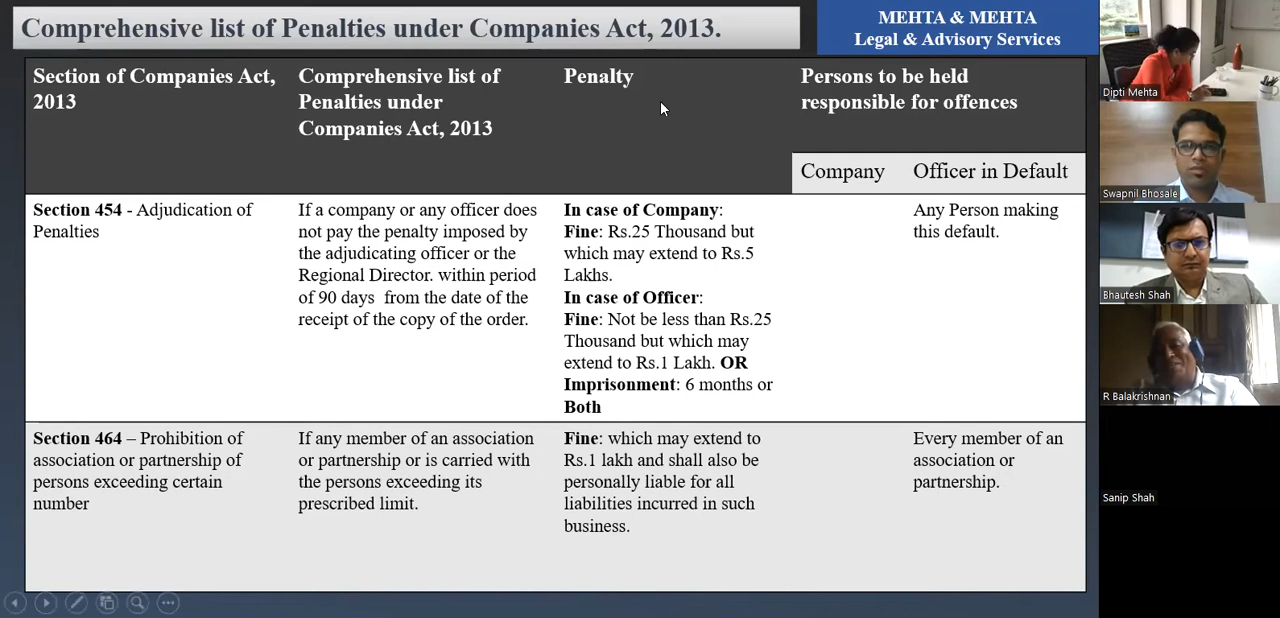 Comprehensive list of Penalties under Companies Act, 2013.
MEHTA & MEHTA
Legal & Advisory Services
Section of Companies Act,
2013
Comprehensive list of
Penalties under
Companies Act, 2013
Penalty
Persons to be held
responsible for offences
Company
Officer in Default
Section 454 - Adjudication of
Penalties
If a company or any officer does
not pay the penalty imposed by
the adjudicating officer or the
Regional Director. within period
of 90 days from the date of the
receipt of the copy of the order.
In case of Company:
Fine: Rs.25 Thousand but
which may extend to Rs.5
Lakhs.
In case of Officer:
Fine: Not be less than Rs.25
Thousand but which may
extend to Rs.1 Lakh. OR
Imprisonment: 6 months or
Both
Any Person making
this default.
Section 464 – Prohibition of
association or partnership of
persons exceeding certain
number
If any member of an association
or partnership or is carried with
the persons exceeding its
prescribed limit.
Fine: which may extend to
Rs.1 lakh and shall also be
personally liable for all
liabilities incurred in such
business.
Every member of an
association or
partnership.
Dipti Mehta
Swapnil Bhosale
Bhautesh Shah
R Balakrishnan
Sanip Shah